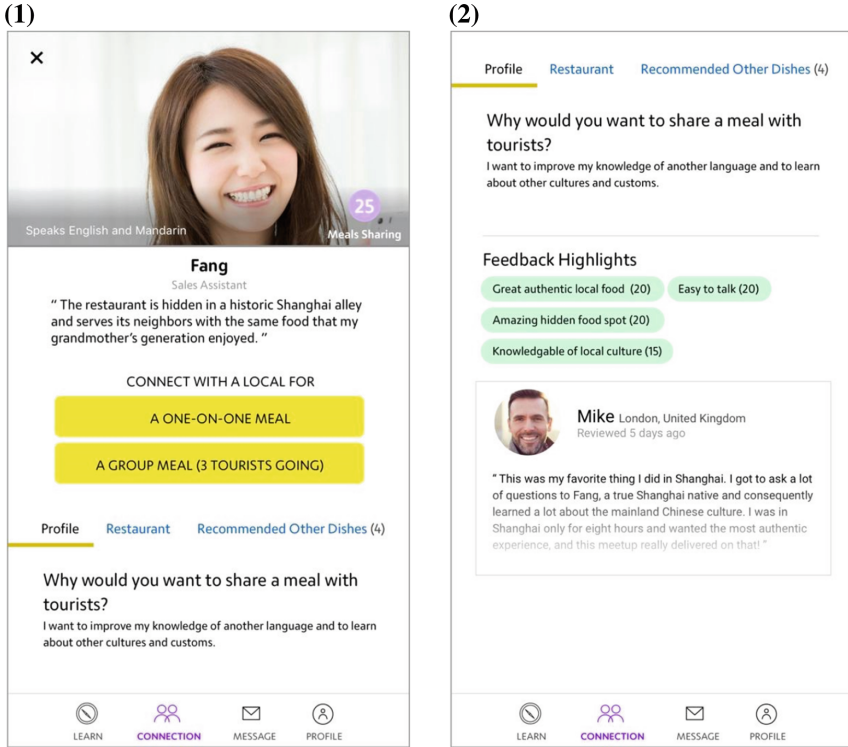 (1)
Speaks English and Mandarin
25
Meals Sharing
Fang
Sales Assistant
“ The restaurant is hidden in a historic Shanghai alley
and serves its neighbors with the same food that my
grandmother’s generation enjoyed. “
CONNECT WITH A LOCAL FOR
A ONE-ON-ONE MEAL
A GROUP MEAL (3 TOURISTS GOING)
Profile Restaurant Recommended Other Dishes (4)
Why would you want to share a meal with
tourists?
I want to improve my knowledge of another language and to learn
about other cultures and customs.
LEARN CONNECTION MESSAGE PROFILE
(2)
Profile Restaurant Recommended Other Dishes (4)
Why would you want to share a meal with
tourists?
I want to improve my knowledge of another language and to learn
about other cultures and customs.
Feedback Highlights
Great authentic local food (20) Easy to talk (20)
Amazing hidden food spot (20)
Knowledgable of local culture (15)
Mike London, United Kingdom
Reviewed 5 days ago
“ This was my favorite thing I did in Shanghai. I got to ask a lot
of questions to Fang, a true Shanghai native and consequently
learned a lot about the mainland Chinese culture. I was in
Shanghai only for eight hours and wanted the most authentic
experience, and this meetup really delivered on that! “
LEARN CONNECTION MESSAGE PROFILE